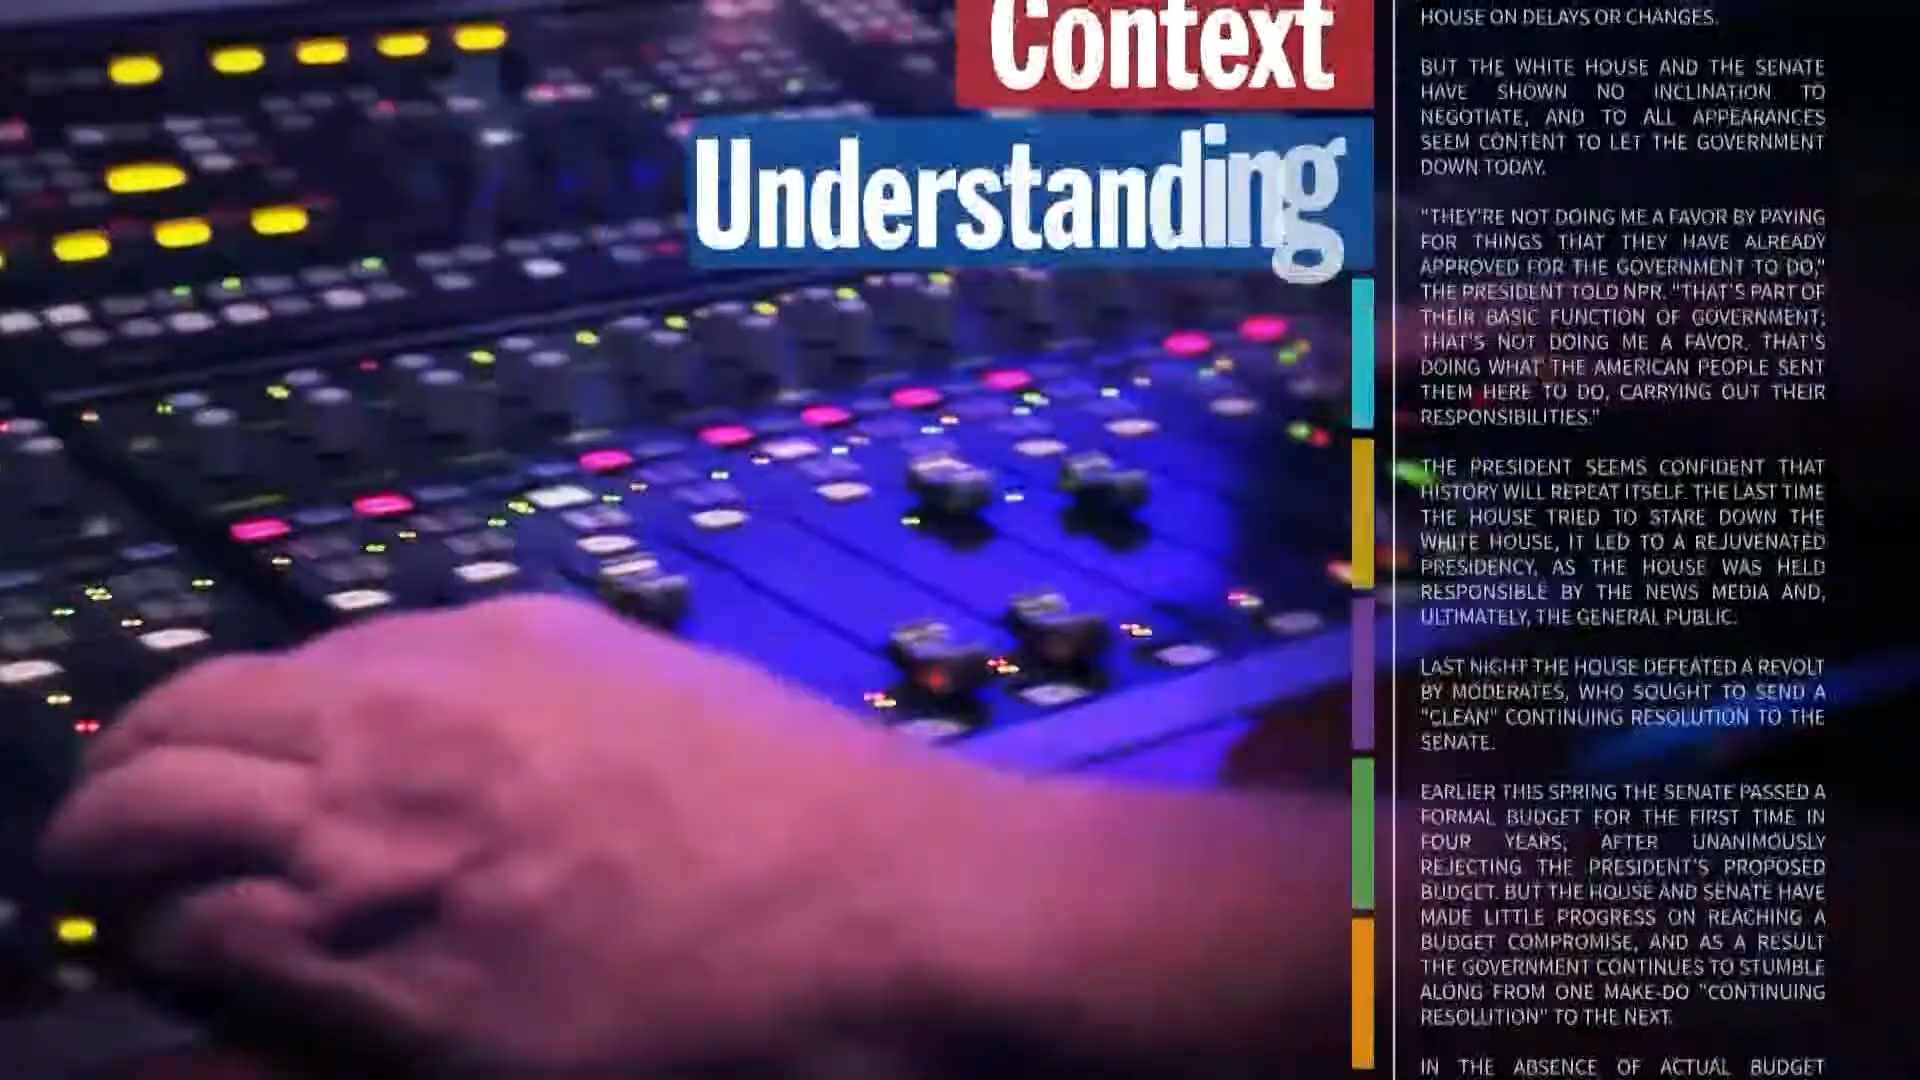 Context
Understanding
HOUSE ON DELAYS OR CHANGES.
BUT THE WHITE HOUSE AND THE SENATE
HAVE SHOWN NO INCLINATION TO
NEGOTIATE, AND TO ALL APPEARANCES
SEEM CONTENT TO LET THE GOVERNMENT
DOWN TODAY.
"THEY'RE NOT DOING ME A FAVOR BY PAYING
FOR THINGS THAT THEY HAVE ALREADY
APPROVED FOR THE GOVERNMENT TO DO,"
THE PRESIDENT TOLD NPR. "THAT'S PART OF
THEIR BASIC FUNCTION OF GOVERNMENT;
THAT'S NOT DOING ME A FAVOR. THAT'S
DOING WHAT THE AMERICAN PEOPLE SENT
THEM HERE TO DO, CARRYING OUT THEIR
RESPONSIBILITIES."
THE PRESIDENT SEEMS CONFIDENT THAT
HISTORY WILL REPEAT ITSELF. THE LAST TIME
THE HOUSE TRIED TO STARE DOWN THE
WHITE HOUSE, IT LED TO A REJUVENATED
PRESIDENCY, AS THE HOUSE WAS HELD
RESPONSIBLE BY THE NEWS MEDIA AND,
ULTIMATELY, THE GENERAL PUBLIC.
LAST NIGHT THE HOUSE DEFEATED A REVOLT
BY MODERATES, WHO SOUGHT TO SEND A
"CLEAN" CONTINUING RESOLUTION TO THE
SENATE.
EARLIER THIS SPRING THE SENATE PASSED A
FORMAL BUDGET FOR THE FIRST TIME IN
FOUR YEARS, AFTER UNANIMOUSLY
REJECTING THE PRESIDENT'S PROPOSED
BUDGET. BUT THE HOUSE AND SENATE HAVE
MADE LITTLE PROGRESS ON REACHING A
BUDGET COMPROMISE, AND AS A RESULT
THE GOVERNMENT CONTINUES TO STUMBLE
ALONG FROM ONE MAKE-DO "CONTINUING
RESOLUTION" TO THE NEXT.
IN THE ABSENCE OF ACTUAL BUDGET